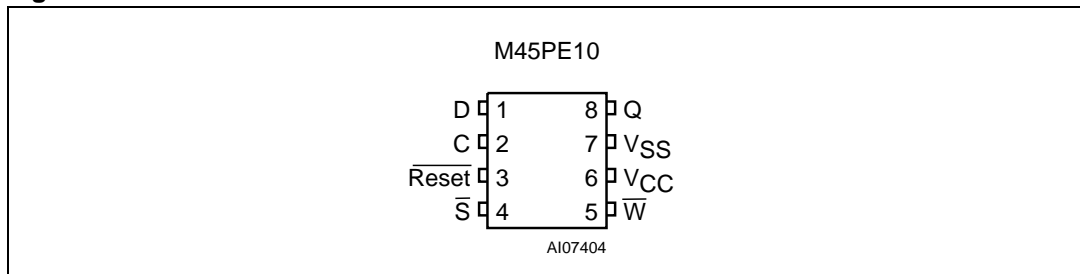 M45PE10
D 1 8 Q
C 2 7 VSS
Reset 3 6 VCC
S 4 5 W
AI07404